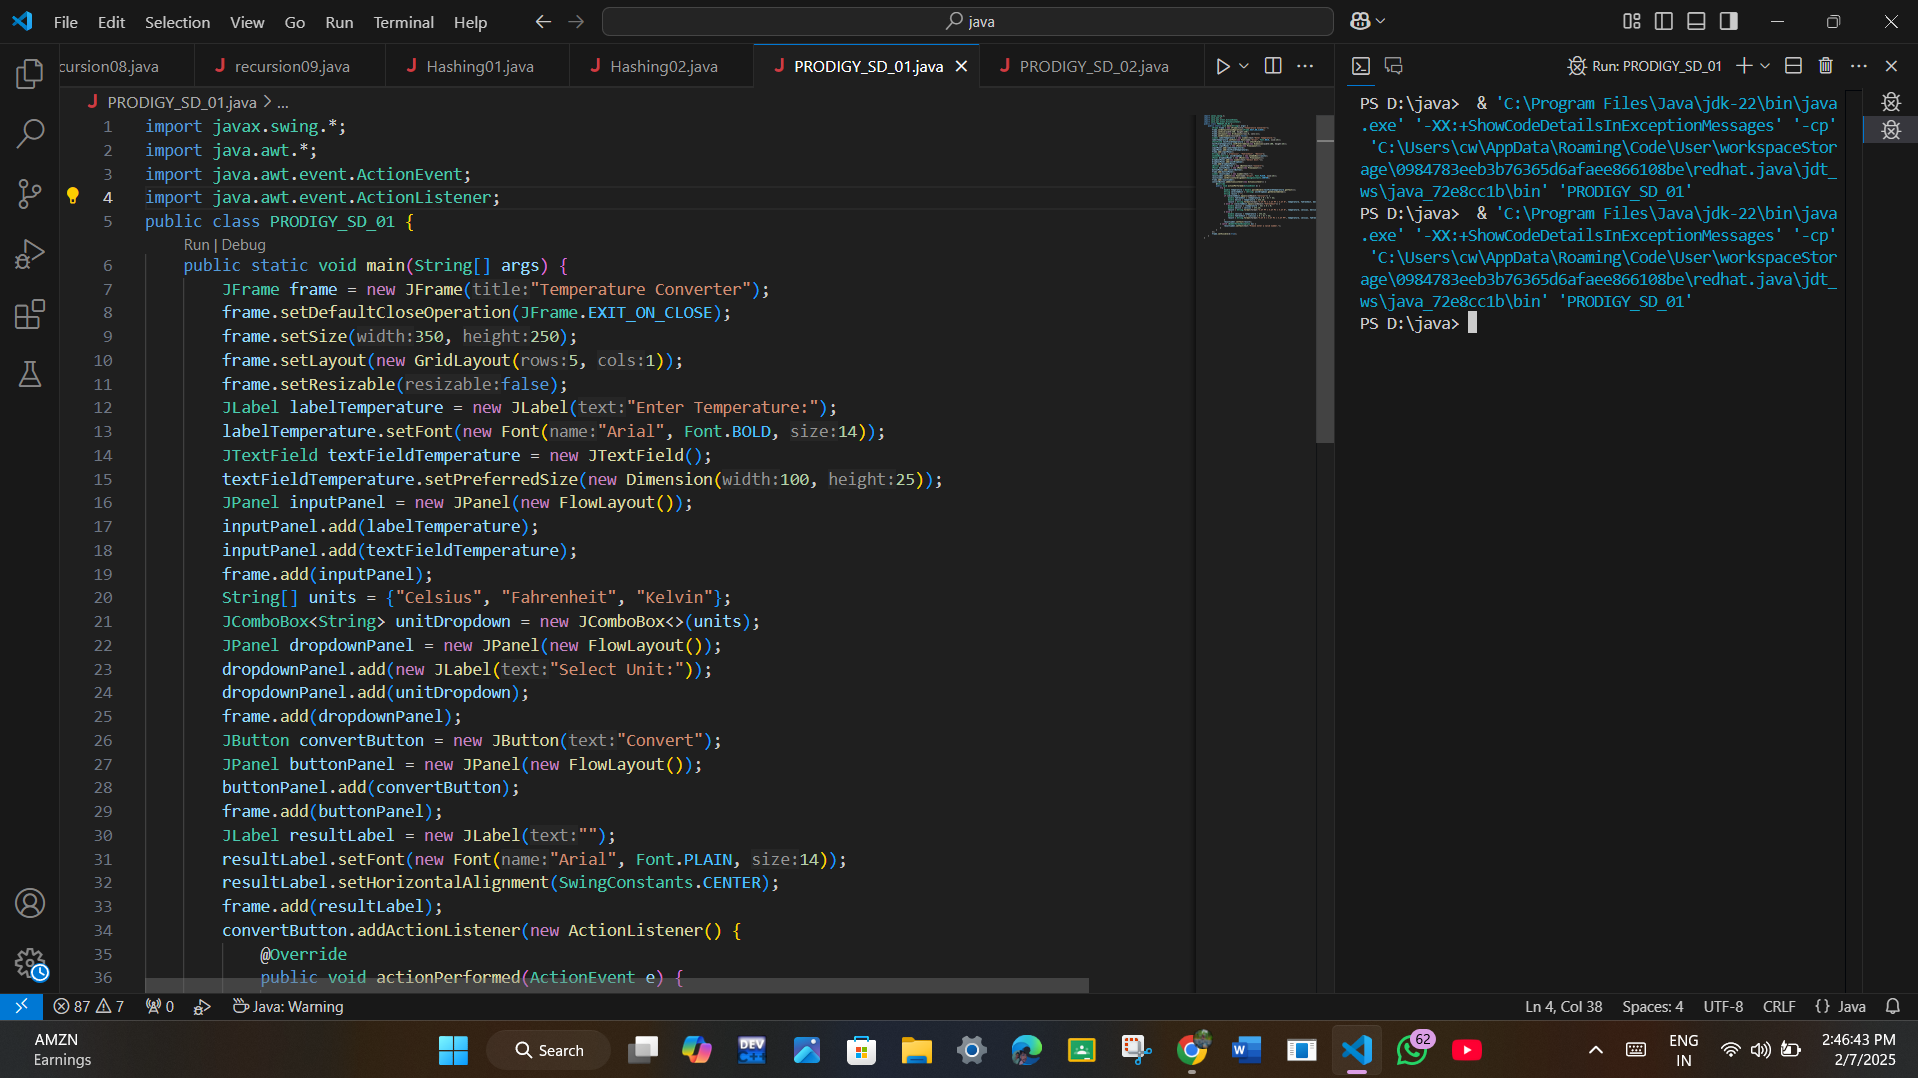 File Edit Selection View Go Run Terminal Help
java
cursion08.java recursion09.java Hashing01.java Hashing02.java PRODIGY_SD_01.java PRODIGY_SD_02.java
PRODIGY_SD_01.java > ...
1 import javax.swing.*;
2 import java.awt.*;
3 import java.awt.event.ActionEvent;
4 import java.awt.event.ActionListener;
5 public class PRODIGY_SD_01 {
Run | Debug
6 public static void main(String[] args) {
7 JFrame frame = new JFrame(title:"Temperature Converter");
8 frame.setDefaultCloseOperation(JFrame.EXIT_ON_CLOSE);
9 frame.setSize(width:350, height:250);
10 frame.setLayout(new GridLayout(rows:5, cols:1));
11 frame.setResizable(resizable:false);
12 JLabel labelTemperature = new JLabel(text:"Enter Temperature:");
13 labelTemperature.setFont(new Font(name:"Arial", Font.BOLD, size:14));
14 JTextField textFieldTemperature = new JTextField();
15 textFieldTemperature.setPreferredSize(new Dimension(width:100, height:25));
16 JPanel inputPanel = new JPanel(new FlowLayout());
17 inputPanel.add(labelTemperature);
18 inputPanel.add(textFieldTemperature);
19 frame.add(inputPanel);
20 String[] units = {"Celsius", "Fahrenheit", "Kelvin"};
21 JComboBox<String> unitDropdown = new JComboBox<>(units);
22 JPanel dropdownPanel = new JPanel(new FlowLayout());
23 dropdownPanel.add(new JLabel(text:"Select Unit:"));
24 dropdownPanel.add(unitDropdown);
25 frame.add(dropdownPanel);
26 JButton convertButton = new JButton(text:"Convert");
27 JPanel buttonPanel = new JPanel(new FlowLayout());
28 buttonPanel.add(convertButton);
29 frame.add(buttonPanel);
30 JLabel resultLabel = new JLabel(text:"");
31 resultLabel.setFont(new Font(name:"Arial", Font.PLAIN, size:14));
32 resultLabel.setHorizontalAlignment(SwingConstants.CENTER);
33 frame.add(resultLabel);
34 convertButton.addActionListener(new ActionListener() {
35 @Override
36 public void actionPerformed(ActionEvent e) {
Run: PRODIGY_SD_01
PS D:\java>  & 'C:\Program Files\Java\jdk-22\bin\java
.exe' '-XX:+ShowCodeDetailsInExceptionMessages' '-cp'
'C:\Users\cw\AppData\Roaming\Code\User\workspaceStor
age\0984783eeb3b76365d6afaee866108be\redhat.java\jdt_
ws\java_72e8cc1b\bin' 'PRODIGY_SD_01'
PS D:\java>  & 'C:\Program Files\Java\jdk-22\bin\java
.exe' '-XX:+ShowCodeDetailsInExceptionMessages' '-cp'
'C:\Users\cw\AppData\Roaming\Code\User\workspaceStor
age\0984783eeb3b76365d6afaee866108be\redhat.java\jdt_
ws\java_72e8cc1b\bin' 'PRODIGY_SD_01'
PS D:\java>
87 7 0 Java: Warning Ln 4, Col 38 Spaces: 4 UTF-8 CRLF {} Java
AMZN
Earnings
Search
DEV C++
62
ENG
IN
2:46:43 PM
2/7/2025